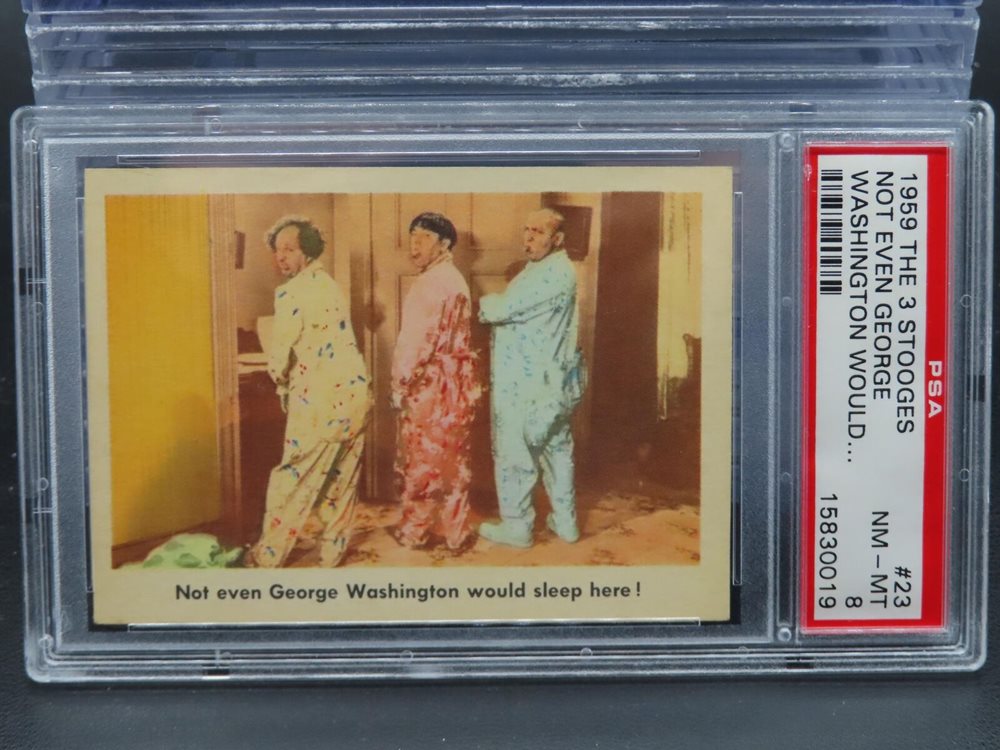 Not even George Washington would sleep here!
PSA
1959 THE 3 STOOGES #23
NOT EVEN GEORGE NM - MT
WASHINGTON WOULD... 8
15830019